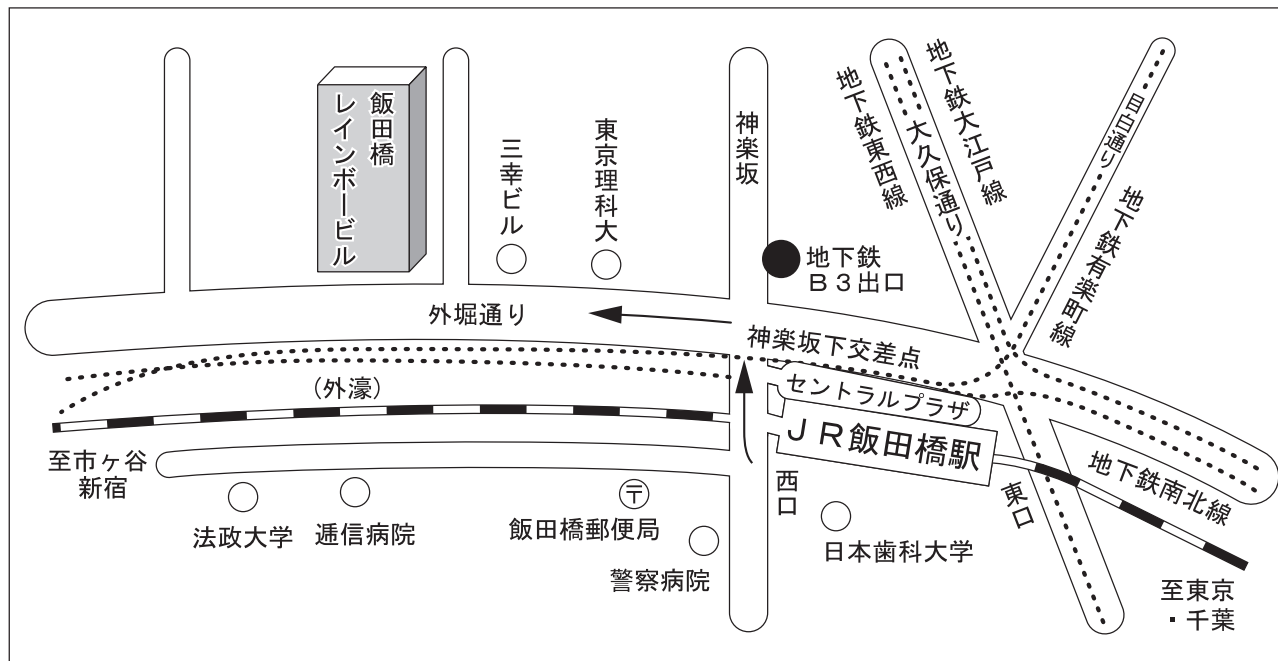 飯田橋
レインボービル
三幸ビル
東京理科大
神楽坂
地下鉄
B3出口
地下鉄東西線
大久保通り
地下鉄大江戸線
目白通り
地下鉄有楽町線
外堀通り
神楽坂下交差点
(外濠)
セントラルプラザ
JR飯田橋駅
至市ヶ谷
新宿
法政大学
逓信病院
〒
飯田橋郵便局
警察病院
西口
日本歯科大学
東口
地下鉄南北線
至東京
・千葉